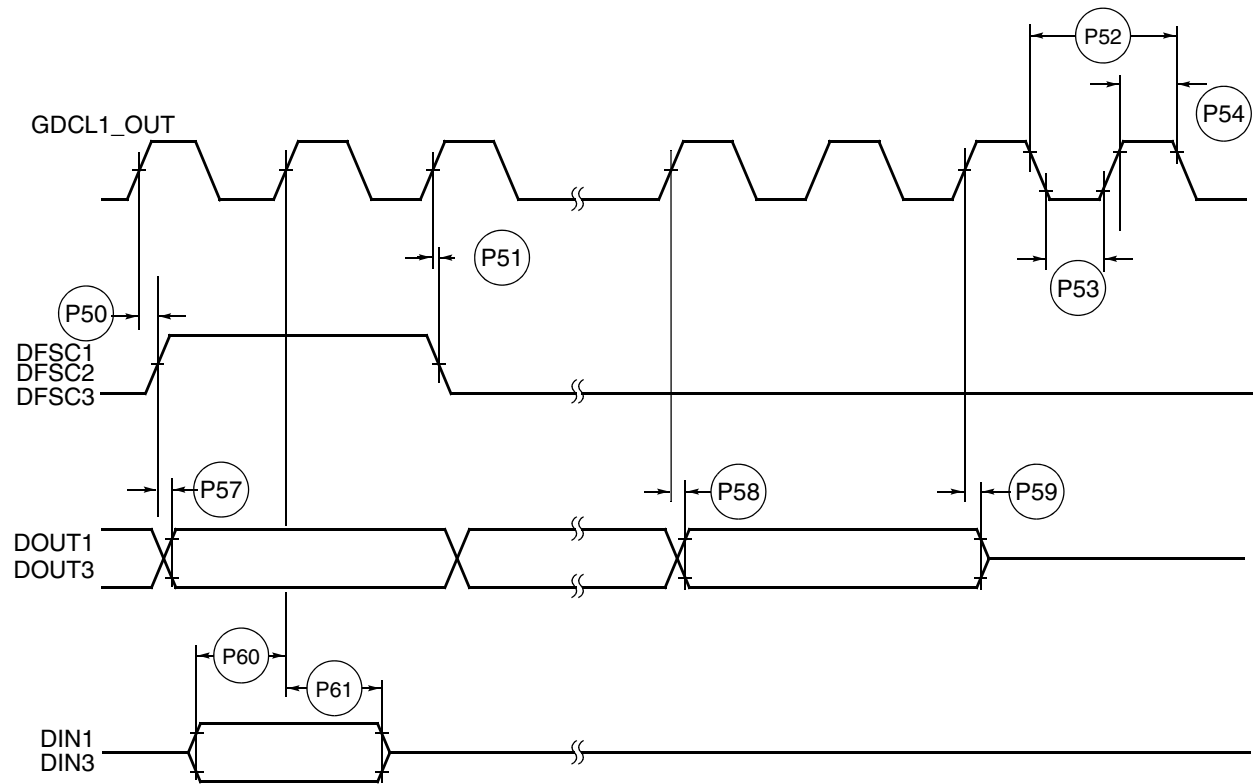 P52
P54
GDCL1_OUT
P51
P53
P50
DFSC1
DFSC2
DFSC3
P57
P58
P59
DOUT1
DOUT3
P60
P61
DIN1
DIN3